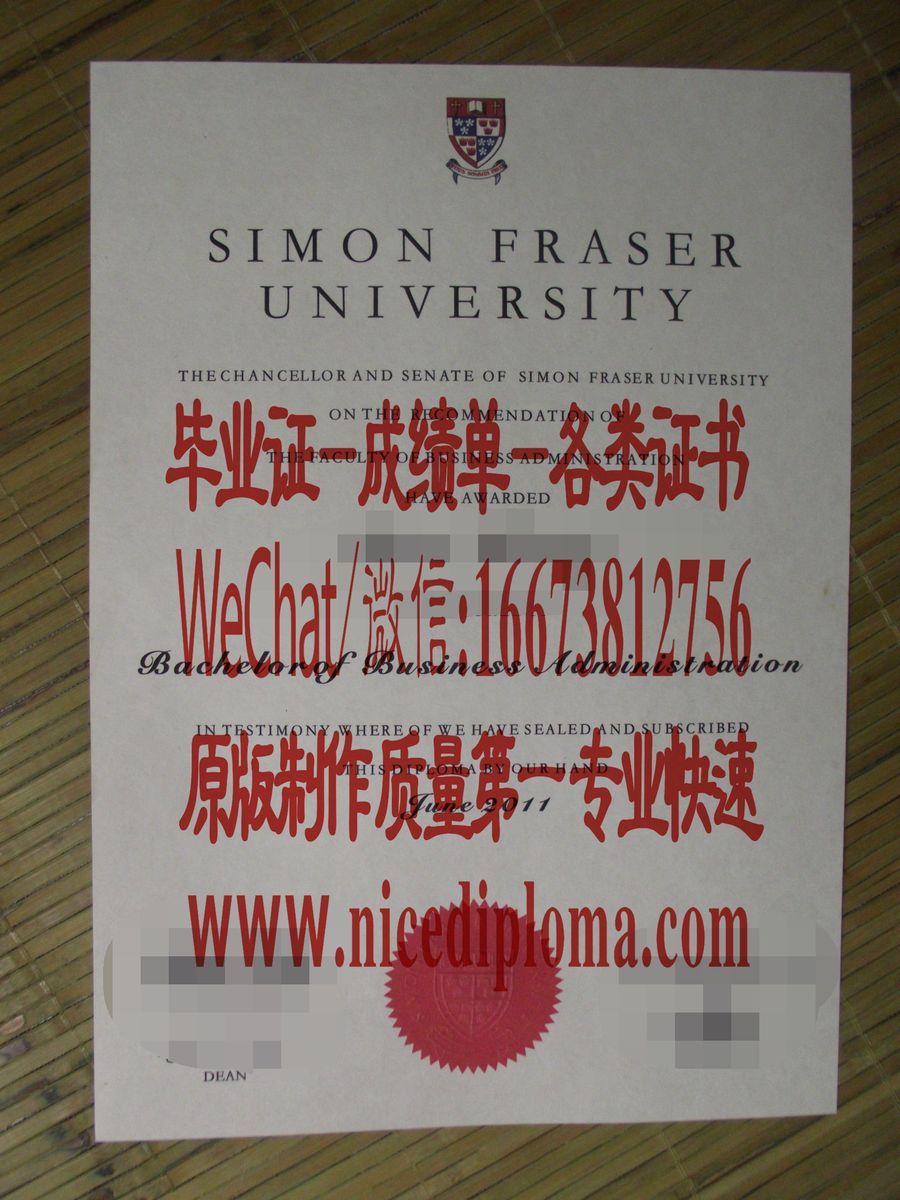 SIMON FRASER
UNIVERSITY
THE CHANCELLOR AND SENATE OF SIMON FRASER UNIVERSITY
ON THE RECOMMENDATION OF
毕业证—成绩单—各类证书
THE FACULTY OF BUSINESS ADMINISTRATION
HAVE AWARDED
WeChat/微信:16673812756
Bachelor of Business Administration
IN TESTIMONY WHERE OF WE HAVE SEALED AND SUBSCRIBED
原版制作质量第一专业快速
THIS DIPLOMA BY OUR HAND
June 2011
www.nicediploma.com
DEAN